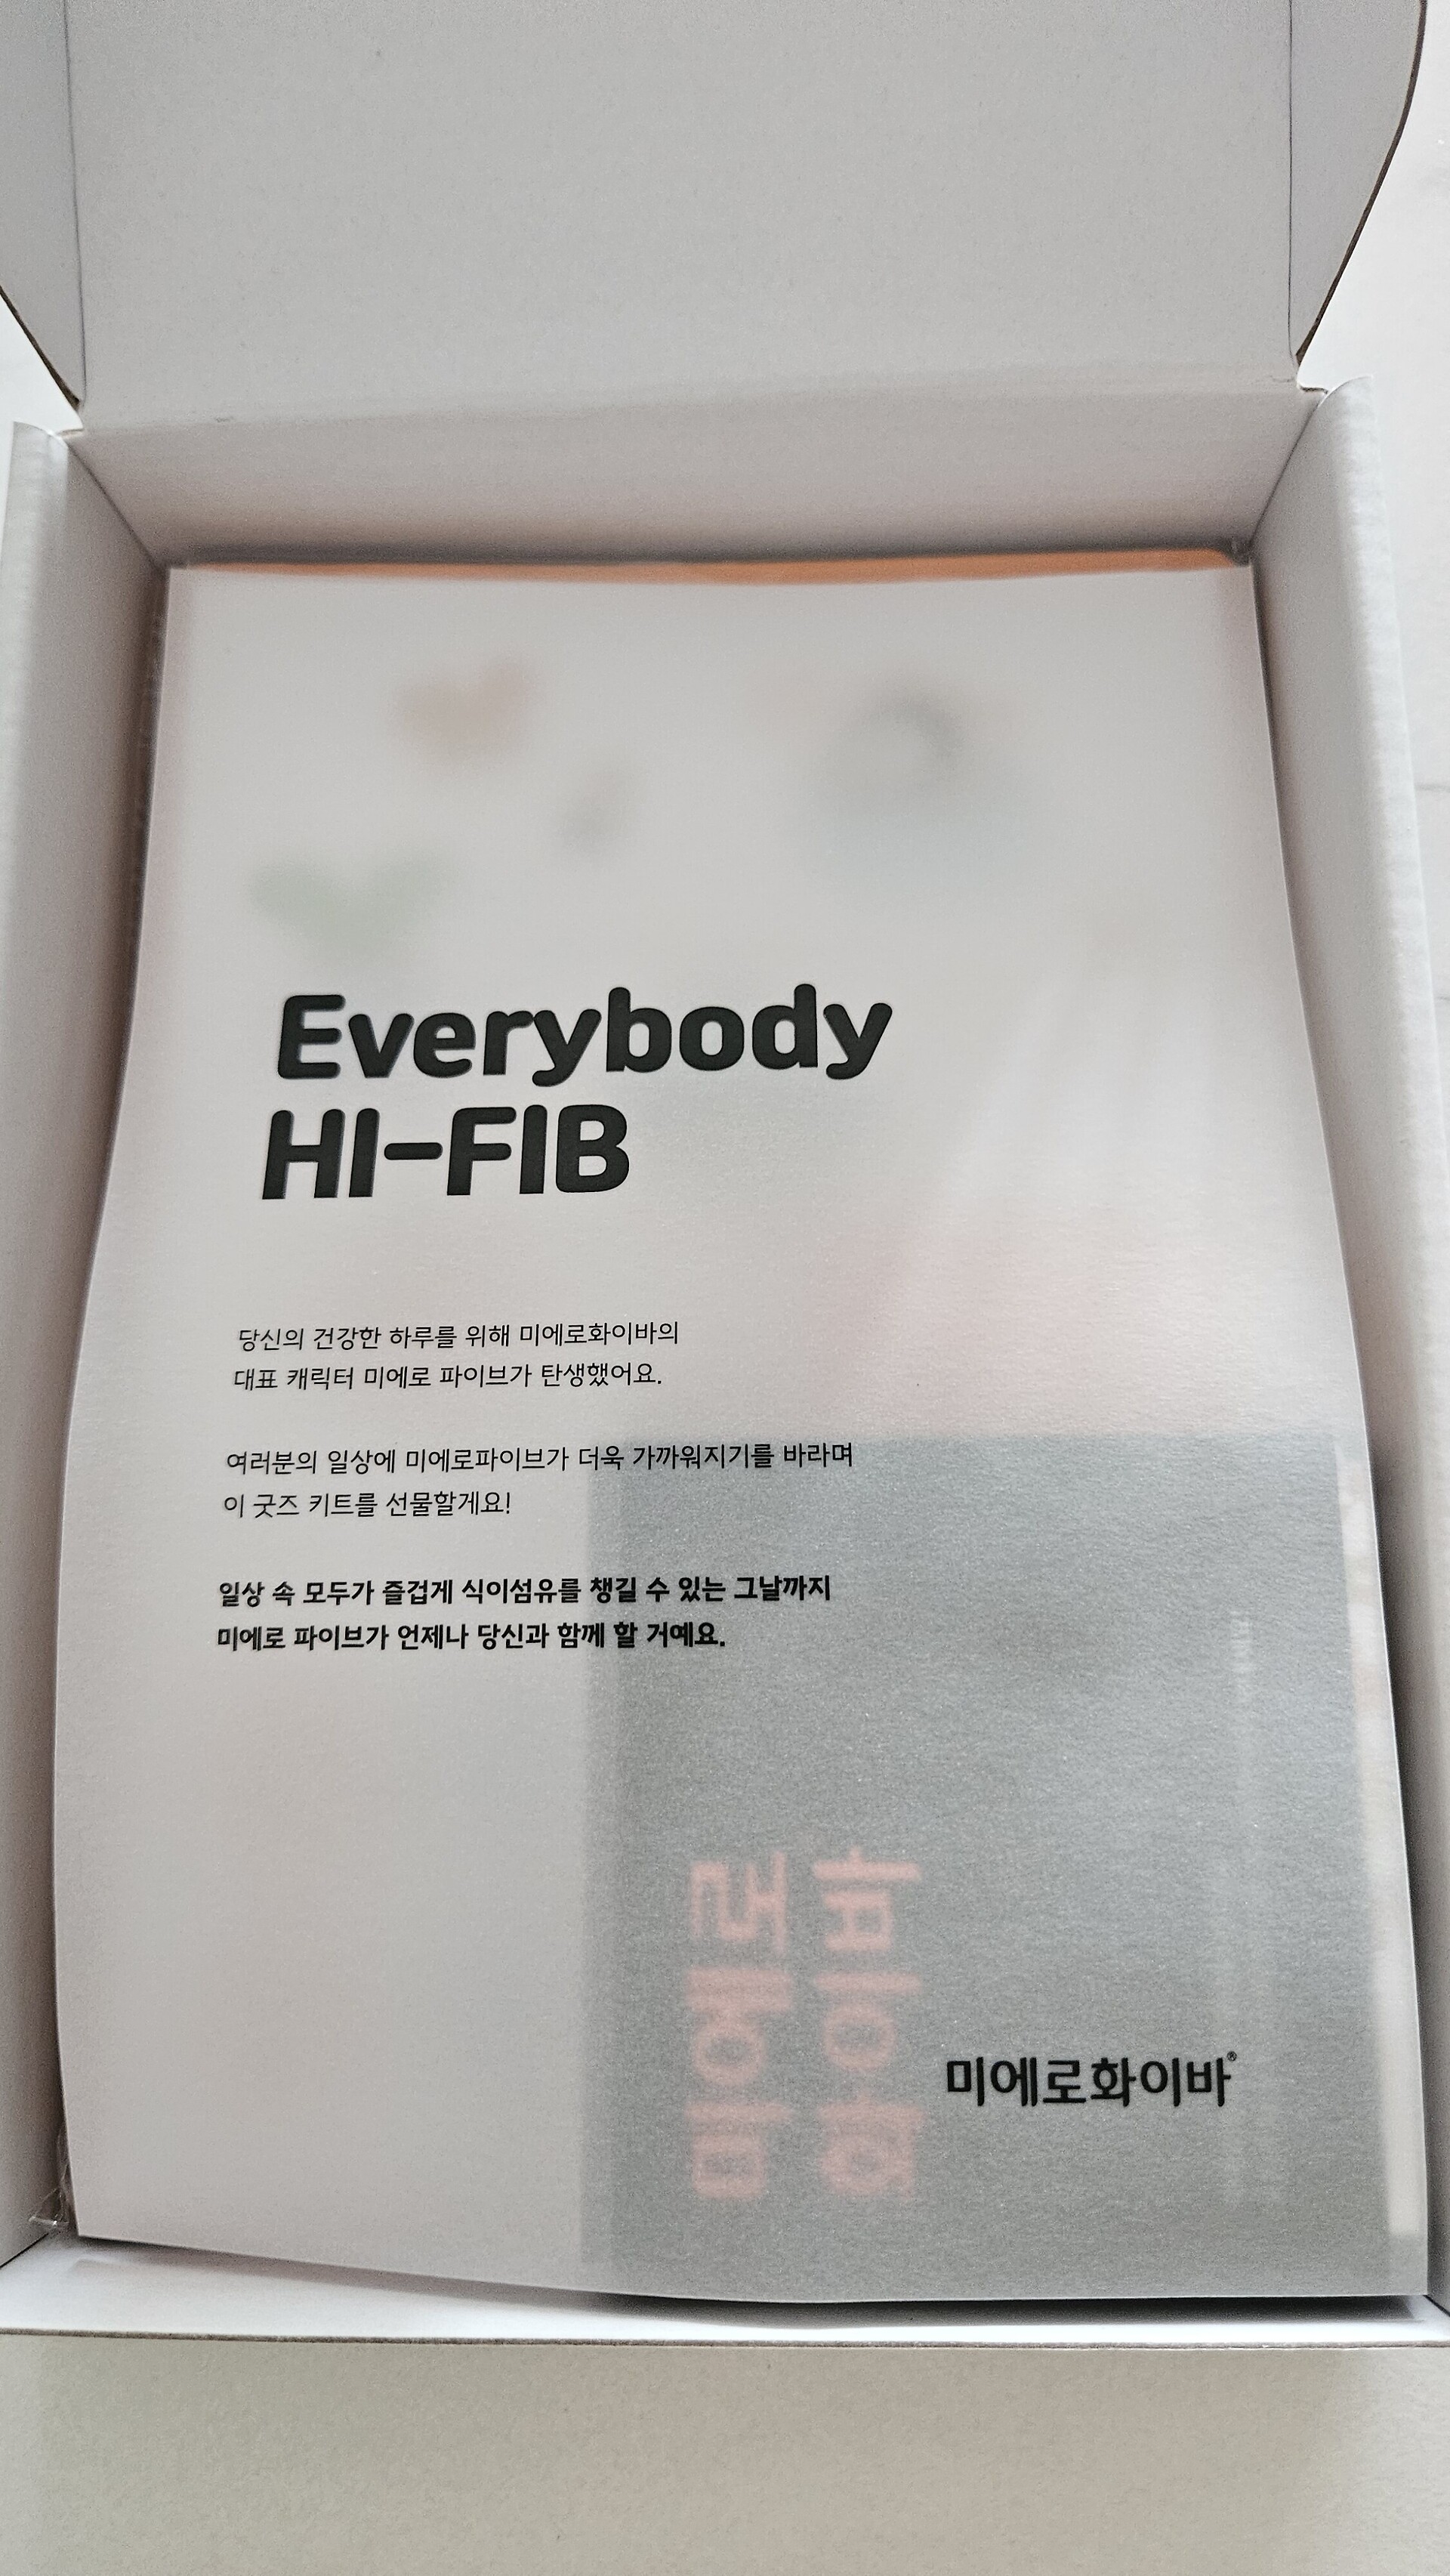 Everybody
HI-FIB
당신의 건강한 하루를 위해 미에로화이바의
대표 캐릭터 미에로 파이브가 탄생했어요.
여러분의 일상에 미에로파이브가 더욱 가까워지기를 바라며
이 굿즈 키트를 선물할게요!
일상 속 모두가 즐겁게 식이섬유를 챙길 수 있는 그날까지
미에로 파이브가 언제나 당신과 함께 할 거예요.
미에로
화이바
미에로화이바®